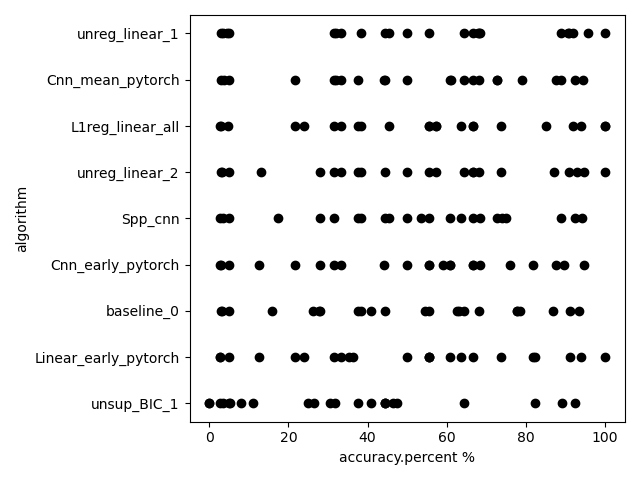 unreg_linear_1
Cnn_mean_pytorch
L1reg_linear_all
unreg_linear_2
Spp_cnn
Cnn_early_pytorch
baseline_0
Linear_early_pytorch
unsup_BIC_1
algorithm
0 20 40 60 80 100
accuracy.percent %